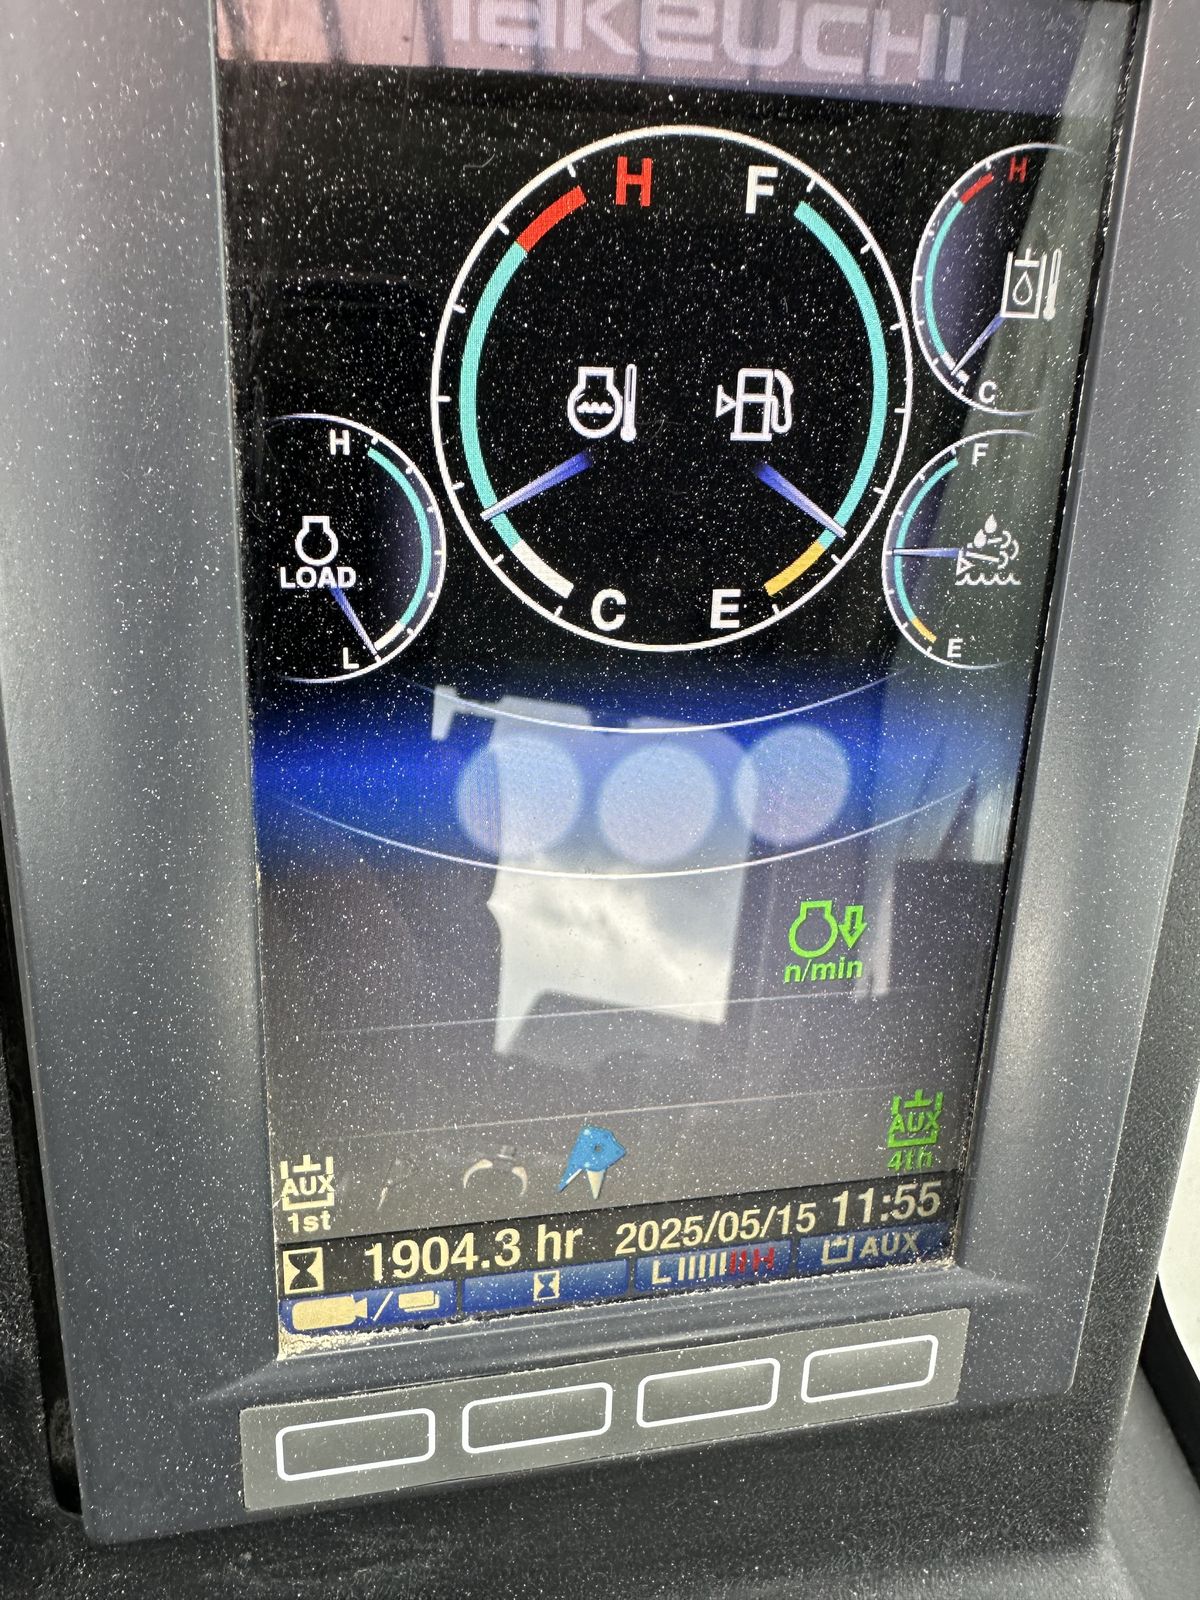 TAKEUCHI
H F
H
C
H
LOAD
L
C E
F
E
n/min
AUX
4th
AUX
1st
1904.3 hr 2025/05/15 11:55
/ L H AUX